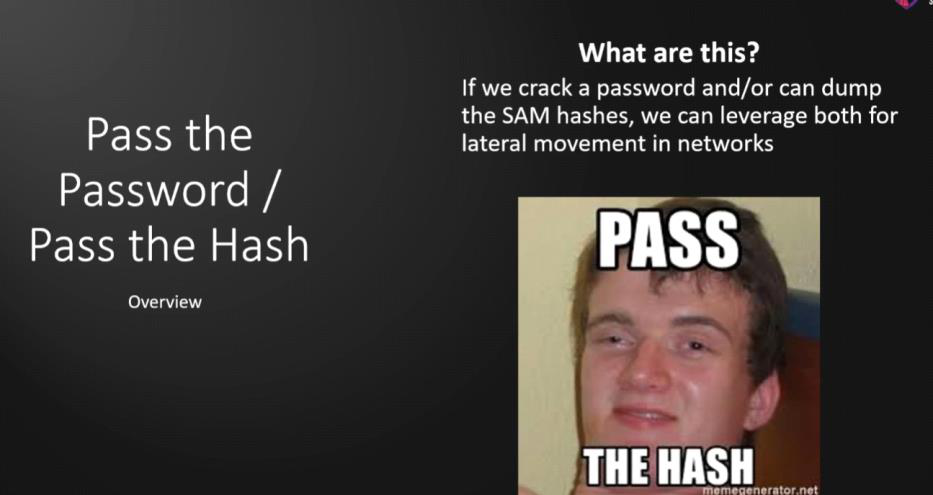 Pass the
Password /
Pass the Hash
Overview
What are this?
If we crack a password and/or can dump
the SAM hashes, we can leverage both for
lateral movement in networks
PASS
THE HASH
memegenerator.net